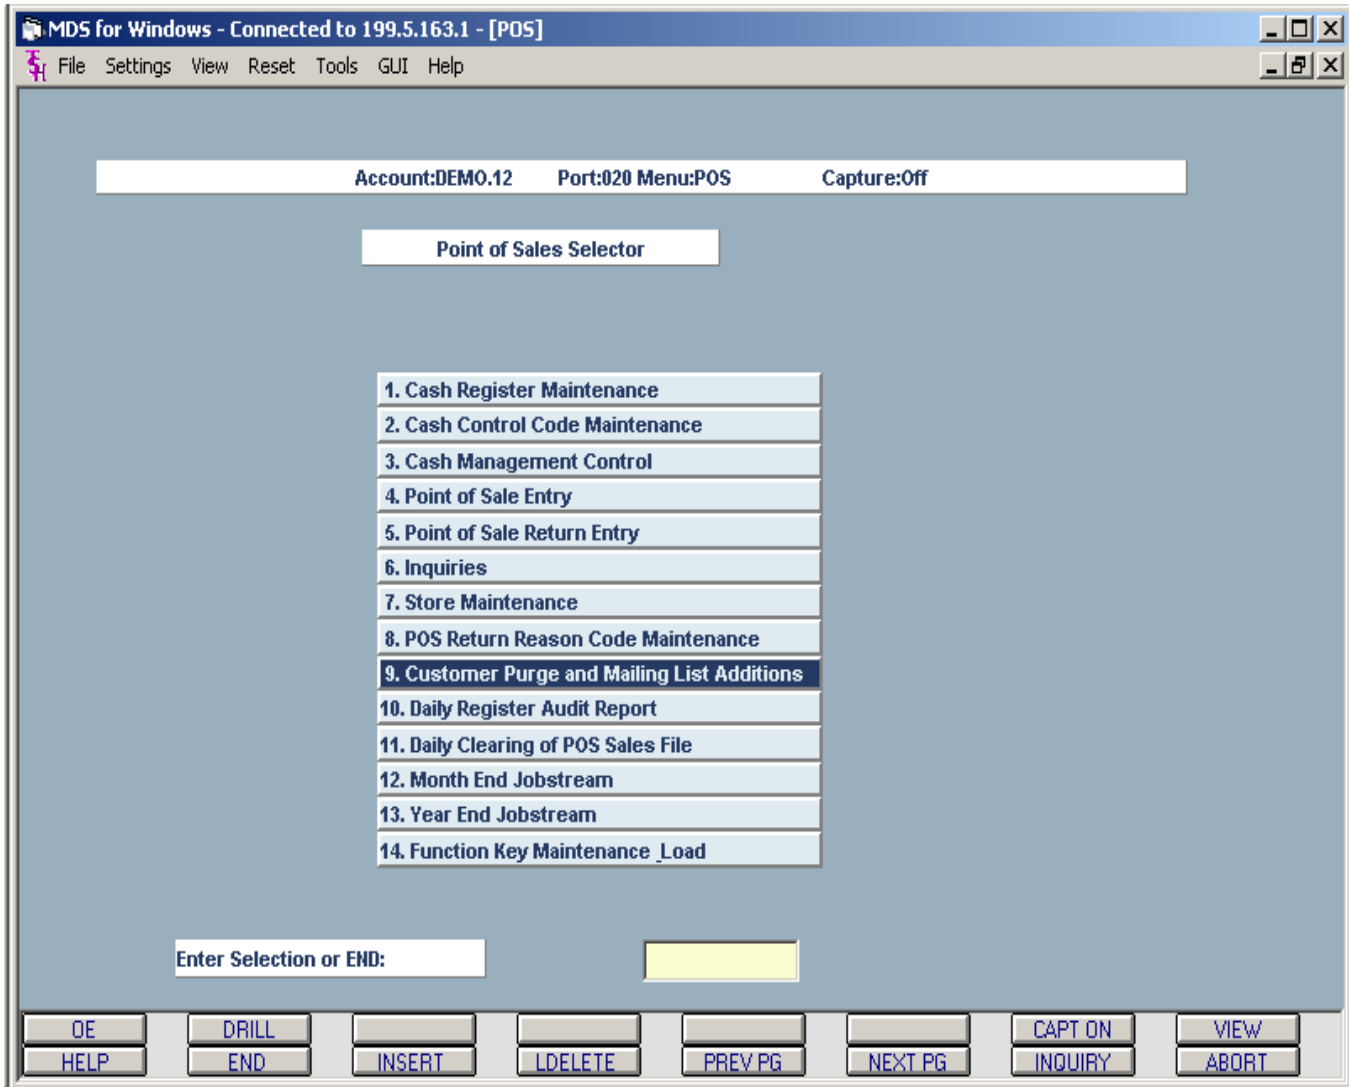 MDS for Windows - Connected to 199.5.163.1 - [POS]
File Settings View Reset Tools GUI Help
Account:DEMO.12 Port:020 Menu:POS Capture:Off
Point of Sales Selector
1. Cash Register Maintenance
2. Cash Control Code Maintenance
3. Cash Management Control
4. Point of Sale Entry
5. Point of Sale Return Entry
6. Inquiries
7. Store Maintenance
8. POS Return Reason Code Maintenance
9. Customer Purge and Mailing List Additions
10. Daily Register Audit Report
11. Daily Clearing of POS Sales File
12. Month End Jobstream
13. Year End Jobstream
14. Function Key Maintenance _Load
Enter Selection or END:
OE DRILL CAPT ON VIEW
HELP END INSERT LDELETE PREV PG NEXT PG INQUIRY ABORT